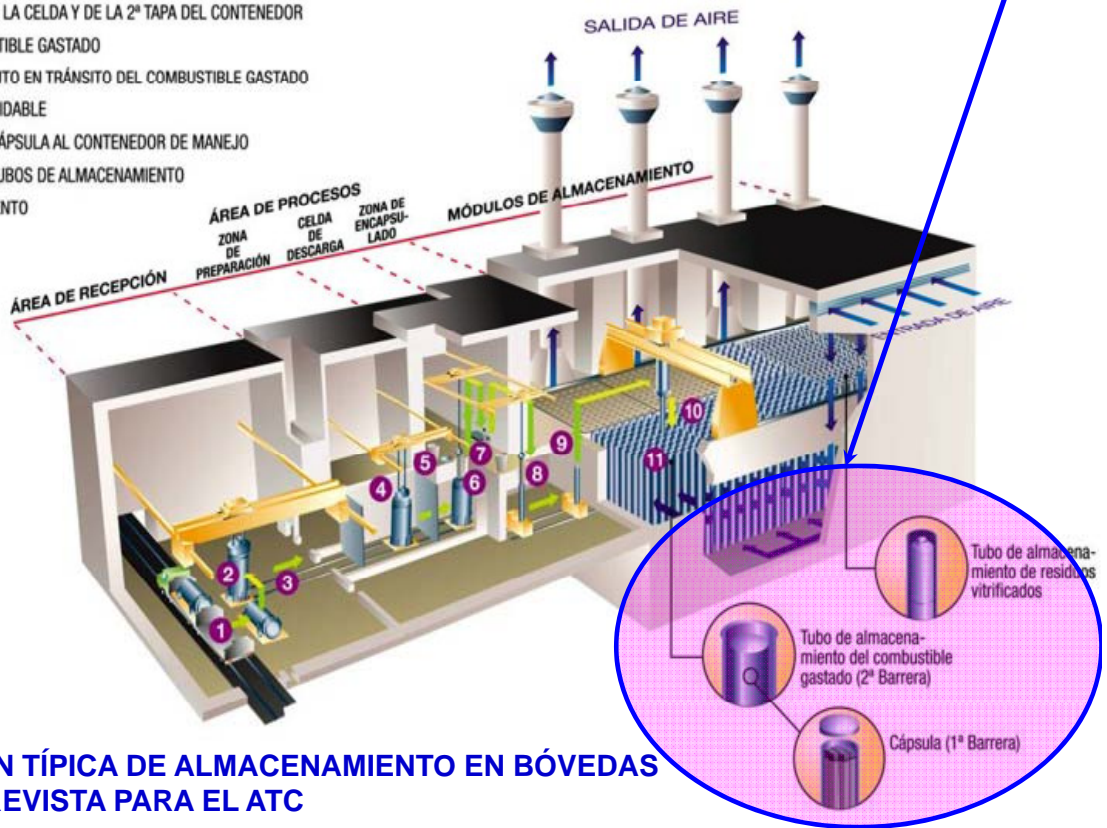 LA CELDA Y DE LA 2ª TAPA DEL CONTENEDOR
TIBLE GASTADO
TO EN TRÁNSITO DEL COMBUSTIBLE GASTADO
IDABLE
ÁPSULA AL CONTENEDOR DE MANEJO
UBOS DE ALMACENAMIENTO
ENTO
SALIDA DE AIRE
ÁREA DE RECEPCIÓN
ÁREA DE PROCESOS
ZONA
DE
PREPARACIÓN
CELDA
DE
DESCARGA
ZONA DE
ENCAPSU-
LADO
MÓDULOS DE ALMACENAMIENTO
ENTRADA DE AIRE
1
2
3
4
5
6
7
8
9
10
11
Tubo de almacena-
miento de residuos
vitrificados
Tubo de almacena-
miento del combustible
gastado (2ª Barrera)
Cápsula (1ª Barrera)
N TÍPICA DE ALMACENAMIENTO EN BÓVEDAS
REVISTA PARA EL ATC